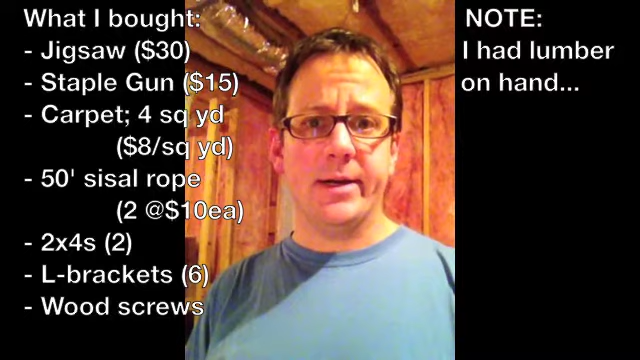 What I bought:
- Jigsaw ($30)
- Staple Gun ($15)
- Carpet; 4 sq yd
($8/sq yd)
- 50' sisal rope
(2 @$10ea)
- 2x4s (2)
- L-brackets (6)
- Wood screws
NOTE:
I had lumber
on hand...